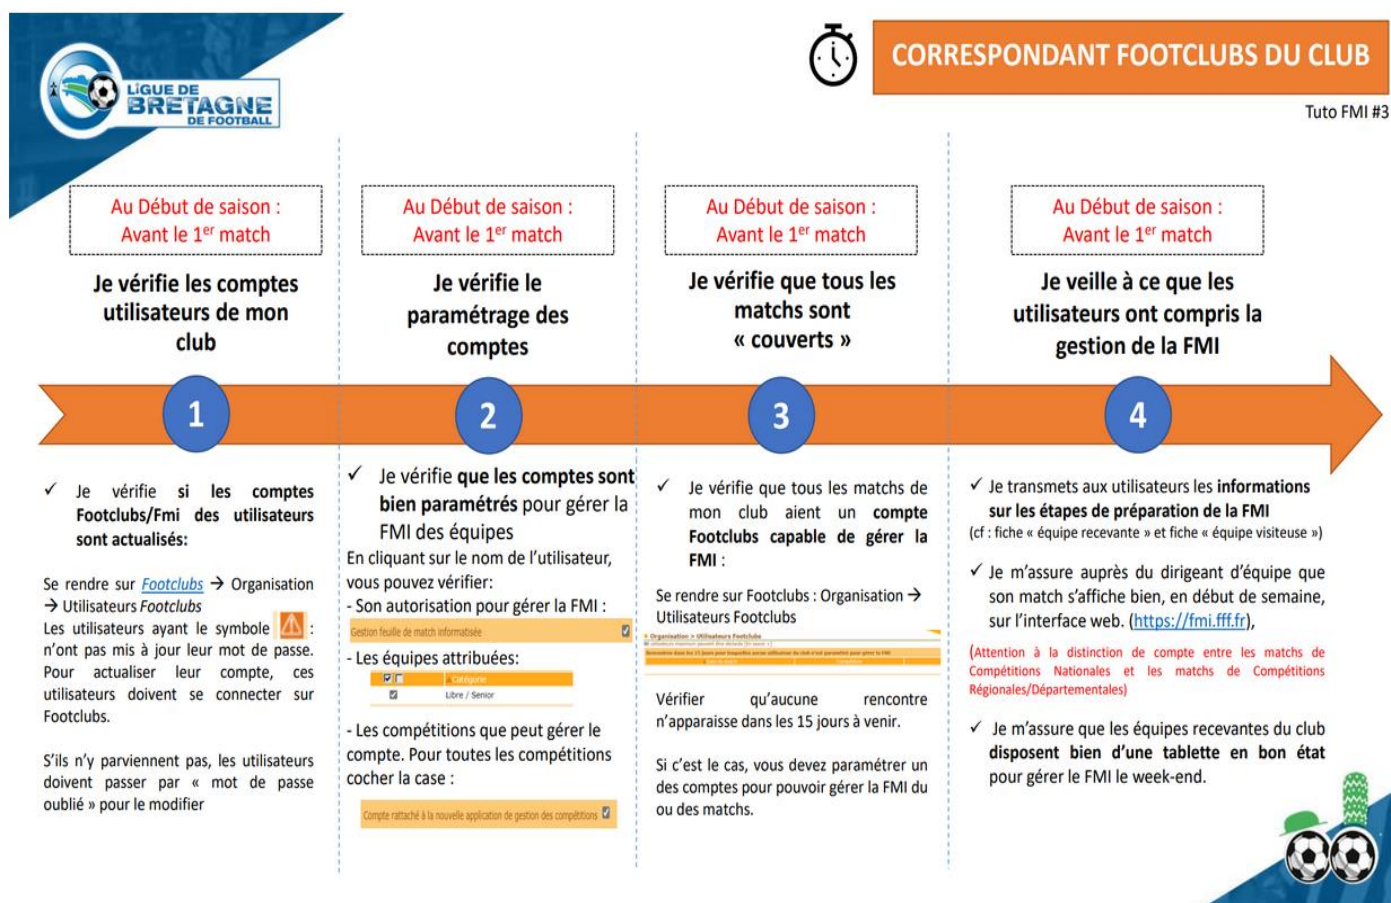 LIGUE DE
BRETAGNE
DE FOOTBALL
CORRESPONDANT FOOTCLUBS DU CLUB
Tuto FMI #3
Au Début de saison :
Avant le 1er match
Je vérifie les comptes
utilisateurs de mon
club
1
✓ Je vérifie si les comptes
Footclubs/Fmi des utilisateurs
sont actualisés:
Se rendre sur Footclubs → Organisation
→ Utilisateurs Footclubs
Les utilisateurs ayant le symbole :
n'ont pas mis à jour leur mot de passe.
Pour actualiser leur compte, ces
utilisateurs doivent se connecter sur
Footclubs.
S'ils n'y parviennent pas, les utilisateurs
doivent passer par « mot de passe
oublié » pour le modifier
Au Début de saison :
Avant le 1er match
Je vérifie le
paramétrage des
comptes
2
✓ Je vérifie que les comptes sont
bien paramétrés pour gérer la
FMI des équipes
En cliquant sur le nom de l'utilisateur,
vous pouvez vérifier:
- Son autorisation pour gérer la FMI :
Gestion feuille de match informatisée
- Les équipes attribuées:
Catégorie
Libre / Senior
- Les compétitions que peut gérer le
compte. Pour toutes les compétitions
cocher la case :
Compte rattaché à la nouvelle application de gestion des compétitions
Au Début de saison :
Avant le 1er match
Je vérifie que tous les
matchs sont
« couverts »
3
✓ Je vérifie que tous les matchs de
mon club aient un compte
Footclubs capable de gérer la
FMI :
Se rendre sur Footclubs : Organisation →
Utilisateurs Footclubs
Organisation > Utilisateurs Footclubs
Vérifier qu'aucune rencontre
n'apparaisse dans les 15 jours à venir.
Si c'est le cas, vous devez paramétrer un
des comptes pour pouvoir gérer la FMI du
ou des matchs.
Au Début de saison :
Avant le 1er match
Je veille à ce que les
utilisateurs ont compris la
gestion de la FMI
4
✓ Je transmets aux utilisateurs les informations
sur les étapes de préparation de la FMI
(cf : fiche « équipe recevante » et fiche « équipe visiteuse »)
✓ Je m'assure auprès du dirigeant d'équipe que
son match s'affiche bien, en début de semaine,
sur l'interface web. (https://fmi.fff.fr),
(Attention à la distinction de compte entre les matchs de
Compétitions Nationales et les matchs de Compétitions
Régionales/Départementales)
✓ Je m'assure que les équipes recevantes du club
disposent bien d'une tablette en bon état
pour gérer le FMI le week-end.